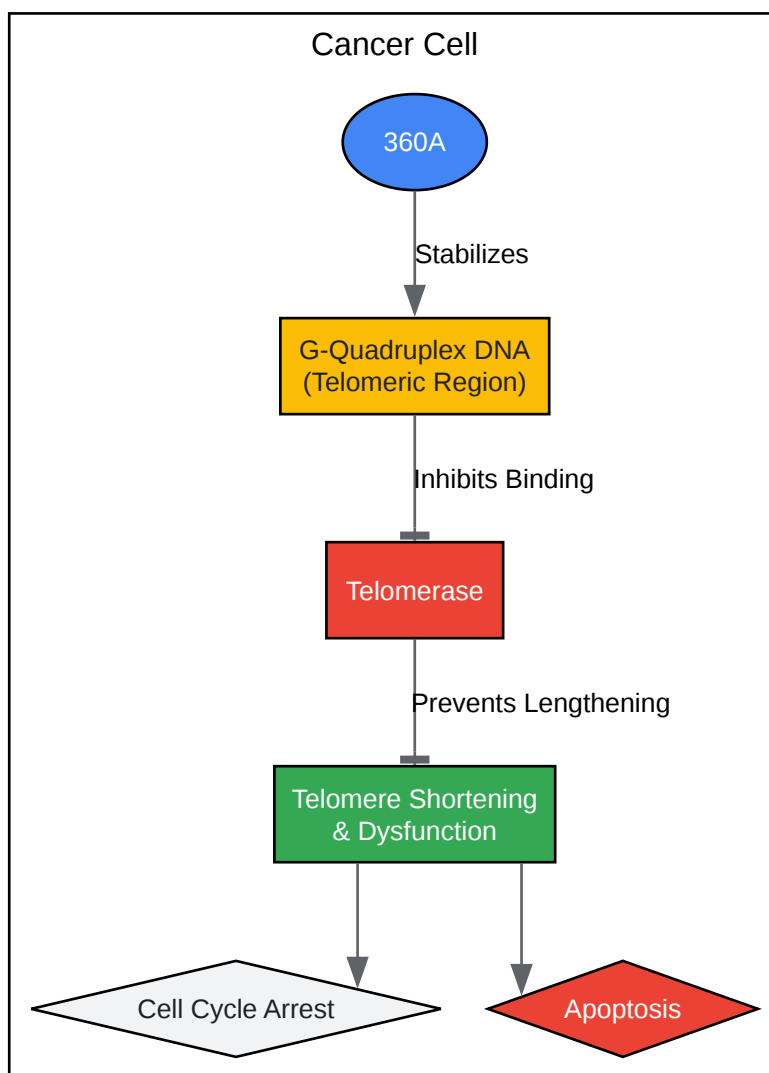 Cancer Cell
360A
Stabilizes
G-Quadruplex DNA
(Telomeric Region)
Inhibits Binding
Telomerase
Prevents Lengthening
Telomere Shortening
& Dysfunction
Cell Cycle Arrest
Apoptosis